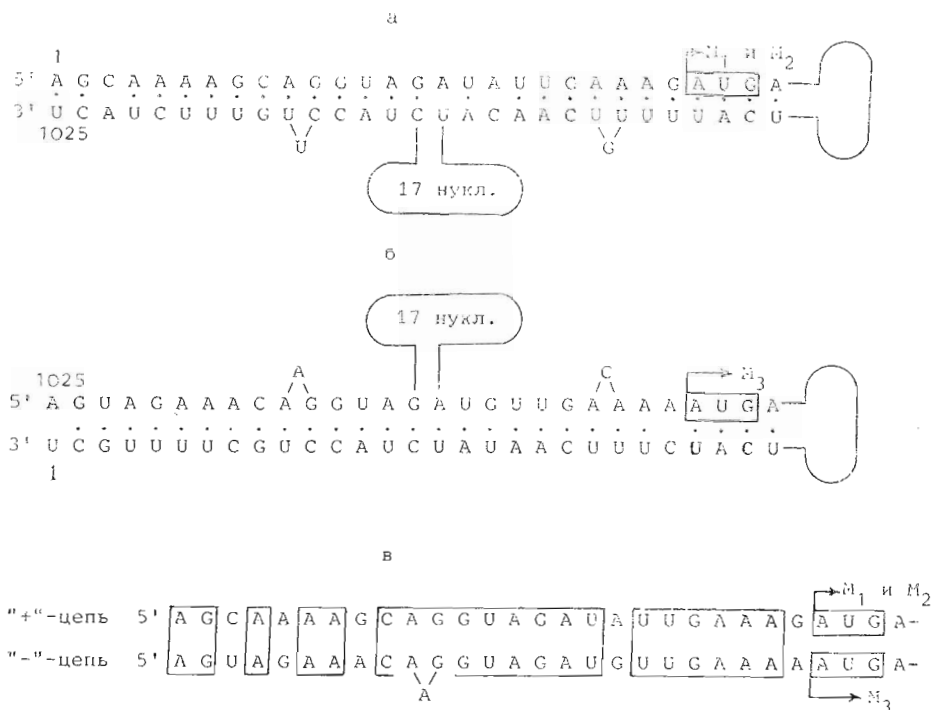 а
1 M₁ и M₂
5' A G C A A A A G C A G G U A G A U A U U G A A A G A U G A
3' U C A U C U U U G U C C A U C U A C A A C U U U U U A C U
1025 U G
17 нукл.
б
17 нукл.
1025 A C M₃
5' A G U A G A A A C A G G U A G A U G U U G A A A A A U G A
3' U C G U U U U C G U C C A U C U A U A A C U U U C U A C U
1
в
M₁ и M₂
"+"-цепь 5' A G C A A A A G C A G G U A G A U A U U G A A A G A U G A-
"-"-цепь 5' A G U A G A A A C A G G U A G A U G U U G A A A A A U G A-
A M₃